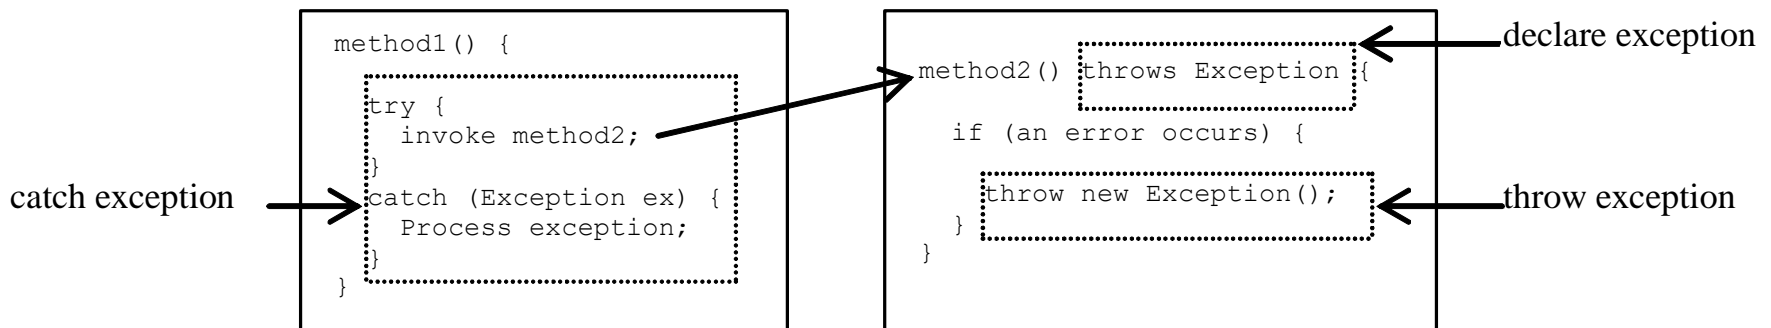 catch exception
method1() {
try {
invoke method2;
}
catch (Exception ex) {
Process exception;
}
}
method2() throws Exception {
if (an error occurs) {
throw new Exception();
}
}
declare exception
throw exception